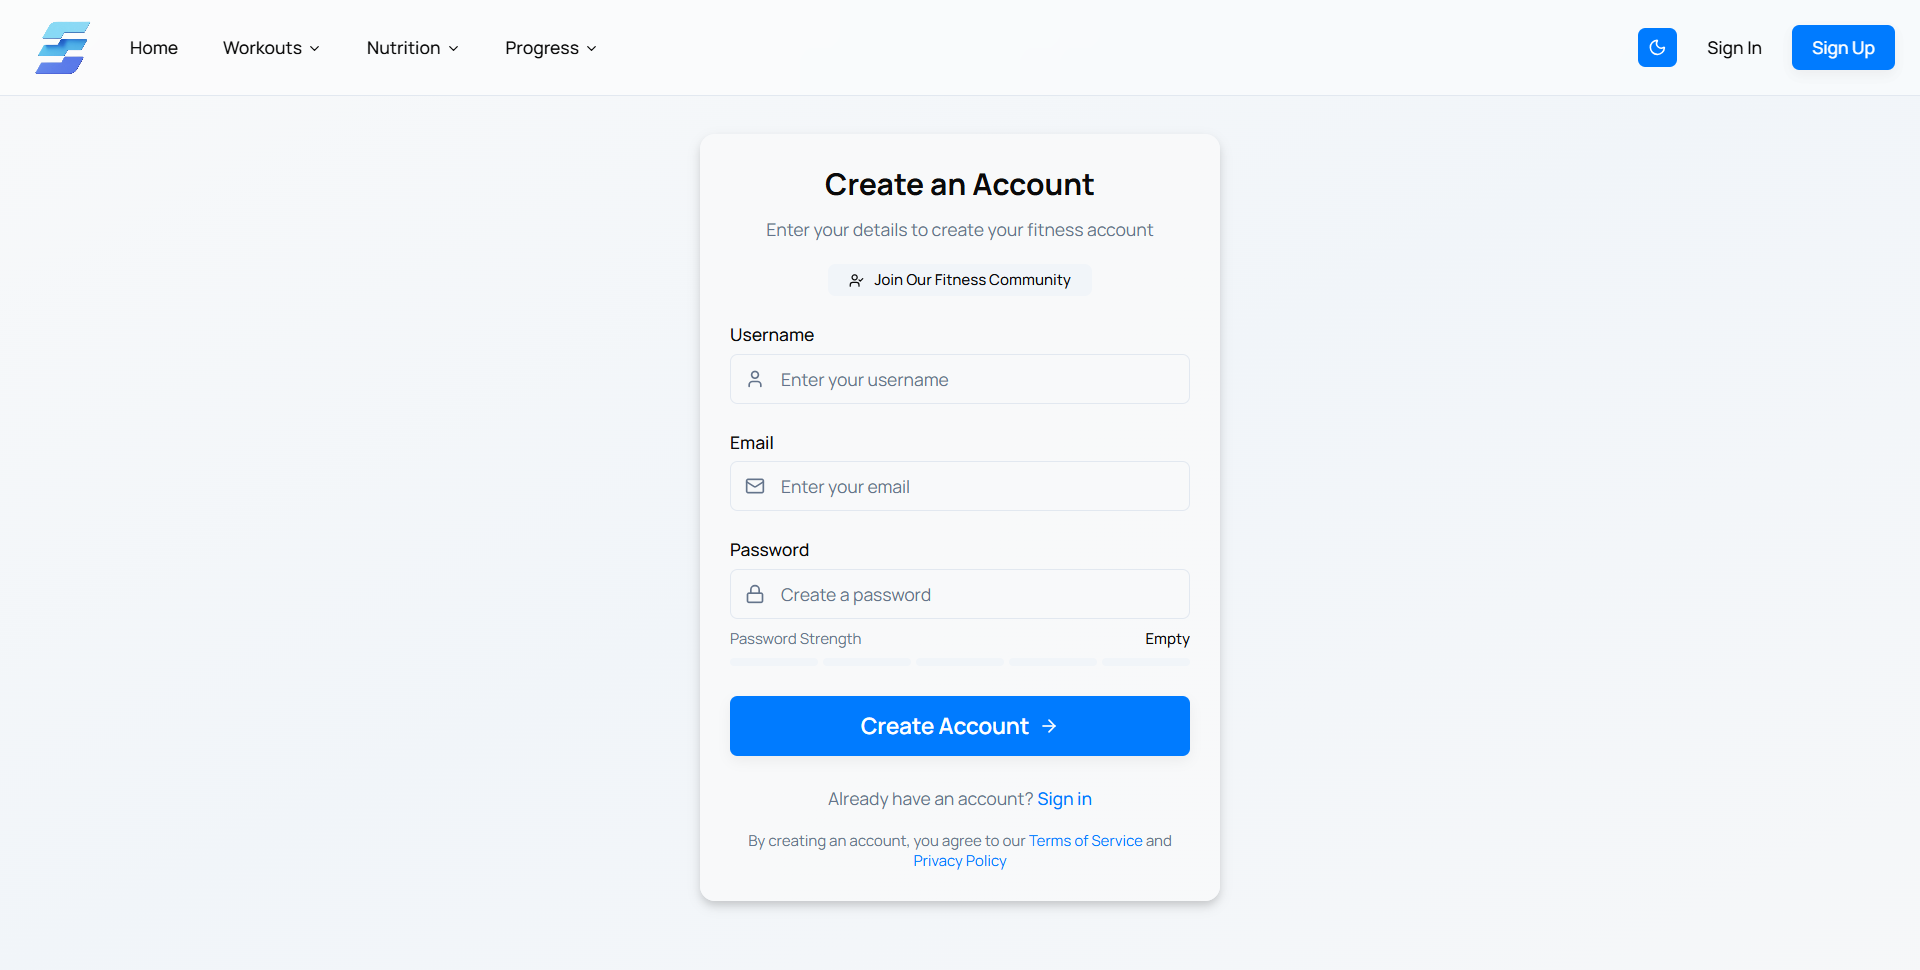 Home
Workouts
Nutrition
Progress
Sign In
Sign Up
Create an Account
Enter your details to create your fitness account
Join Our Fitness Community
Username
Enter your username
Email
Enter your email
Password
Create a password
Password Strength
Empty
Create Account
Already have an account? Sign in
By creating an account, you agree to our Terms of Service and
Privacy Policy